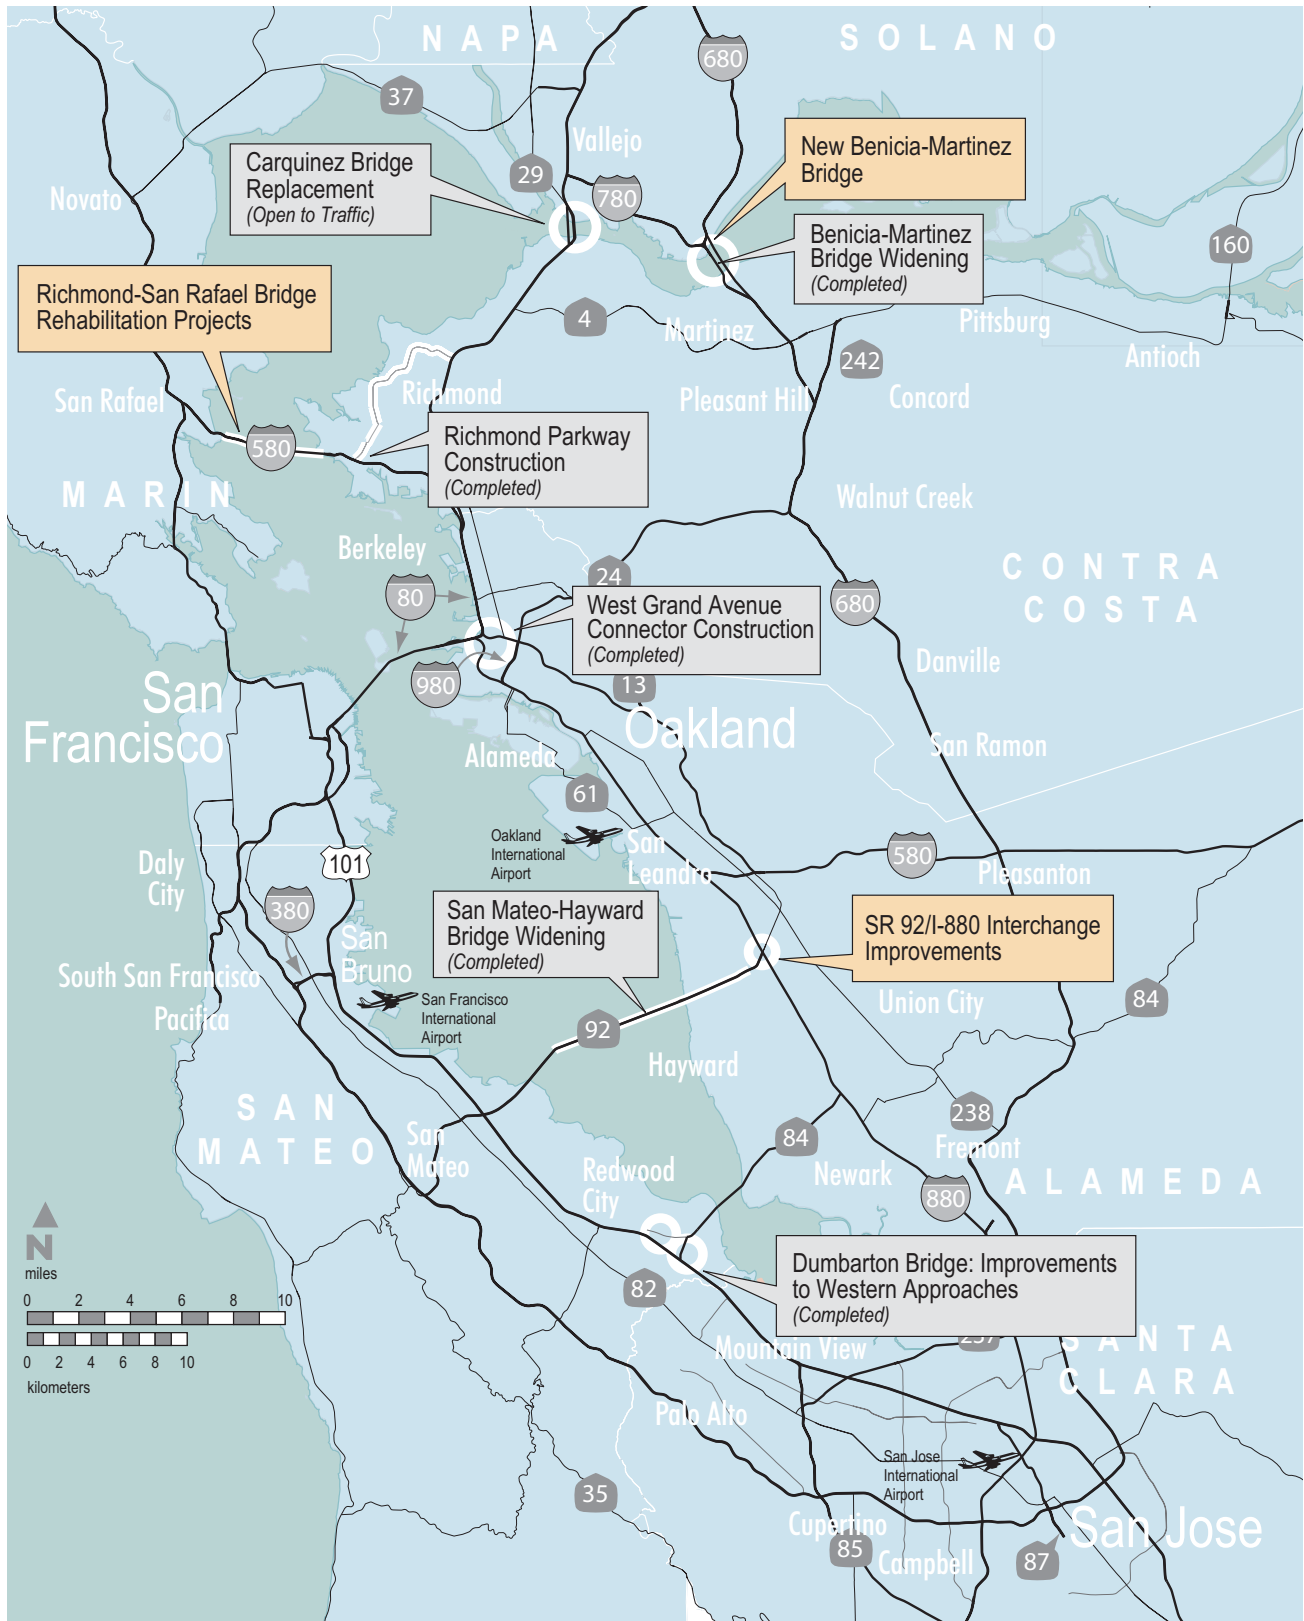 NAPA
SOLANO
680
37
Vallejo
New Benicia-Martinez
Bridge
Carquinez Bridge
Replacement
(Open to Traffic)
29
780
Novato
Benicia-Martinez
Bridge Widening
(Completed)
160
Richmond-San Rafael Bridge
Rehabilitation Projects
4
Martinez
Pittsburg
Antioch
242
San Rafael
Richmond
Pleasant Hill
Concord
580
Richmond Parkway
Construction
(Completed)
MARIN
Walnut Creek
Berkeley
CONTRA
COSTA
80
24
680
West Grand Avenue
Connector Construction
(Completed)
Danville
980
13
San
Francisco
Oakland
San Ramon
Alameda
61
Oakland
International
Airport
San
Leandro
580
Pleasanton
Daly
City
101
380
San Mateo-Hayward
Bridge Widening
(Completed)
SR 92/I-880 Interchange
Improvements
San
Bruno
South San Francisco
Pacifica
San Francisco
International
Airport
Union City
84
92
Hayward
SAN
MATEO
238
Fremont
San
Mateo
84
Redwood
City
Newark
880
ALAMEDA
N
miles
0 2 4 6 8 10
0 2 4 6 8 10
kilometers
Dumbarton Bridge: Improvements
to Western Approaches
(Completed)
82
237
Mountain View
SANTA
CLARA
Palo Alto
San Jose
International
Airport
35
Cupertino
85
Campbell
87
San Jose